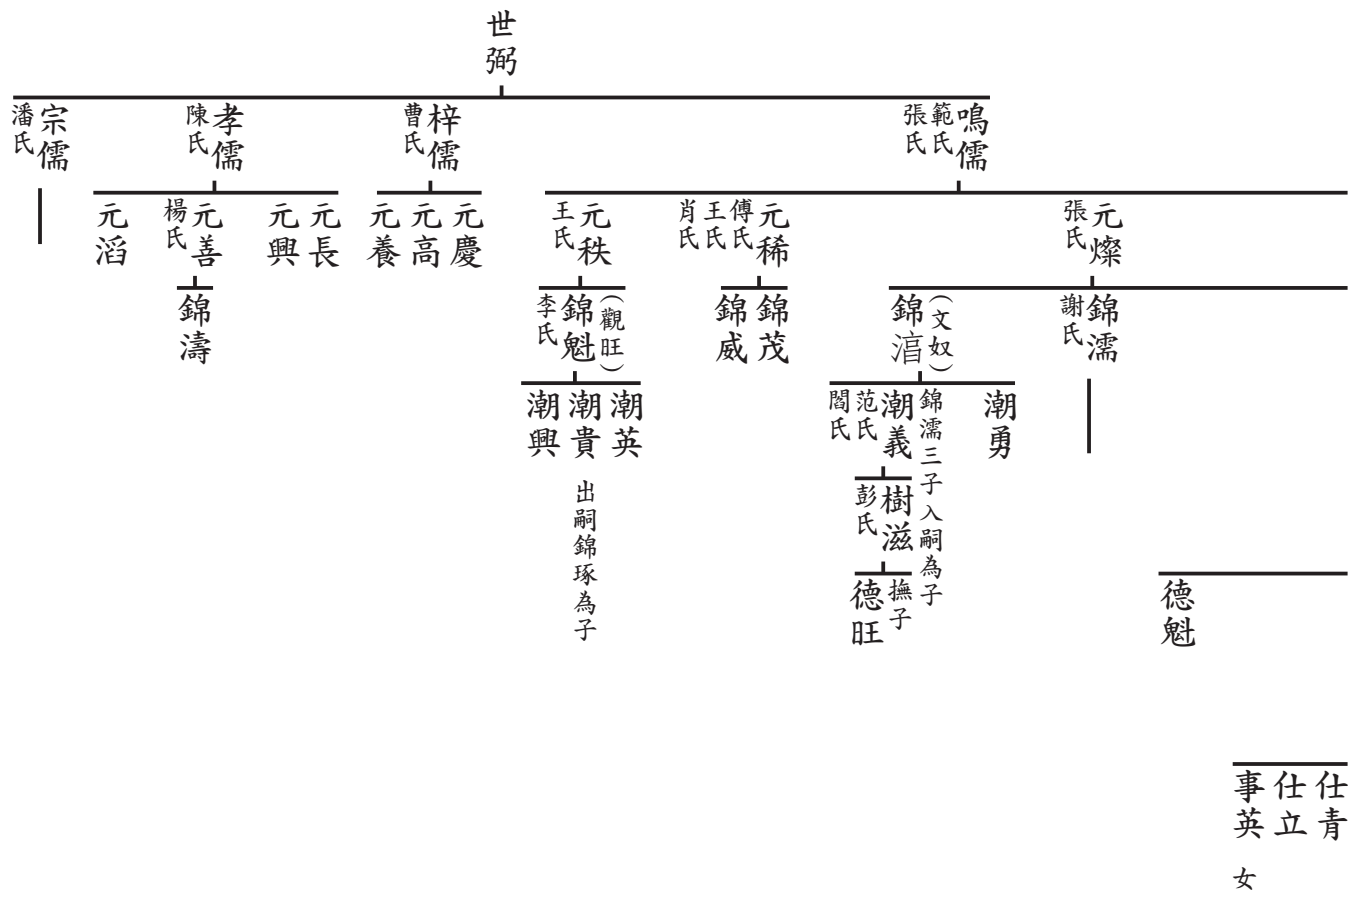 世弼
鳴儒
範氏
張氏
梓儒
曹氏
孝儒
陳氏
宗儒
潘氏
元燦
張氏
元稀
傅氏
王氏
肖氏
元秩
王氏
元慶
元高
元養
元長
元興
元善
楊氏
元滔
錦濡
謝氏
(文奴)
錦湻
錦茂
錦威
(觀旺)
錦魁
李氏
錦濤
潮勇
錦濡三子入嗣為子
潮義
范氏
閻氏
潮英
潮貴 出嗣錦琢為子
潮興
樹滋
彭氏
德魁
撫子
德旺
仕青
仕立
事英 女